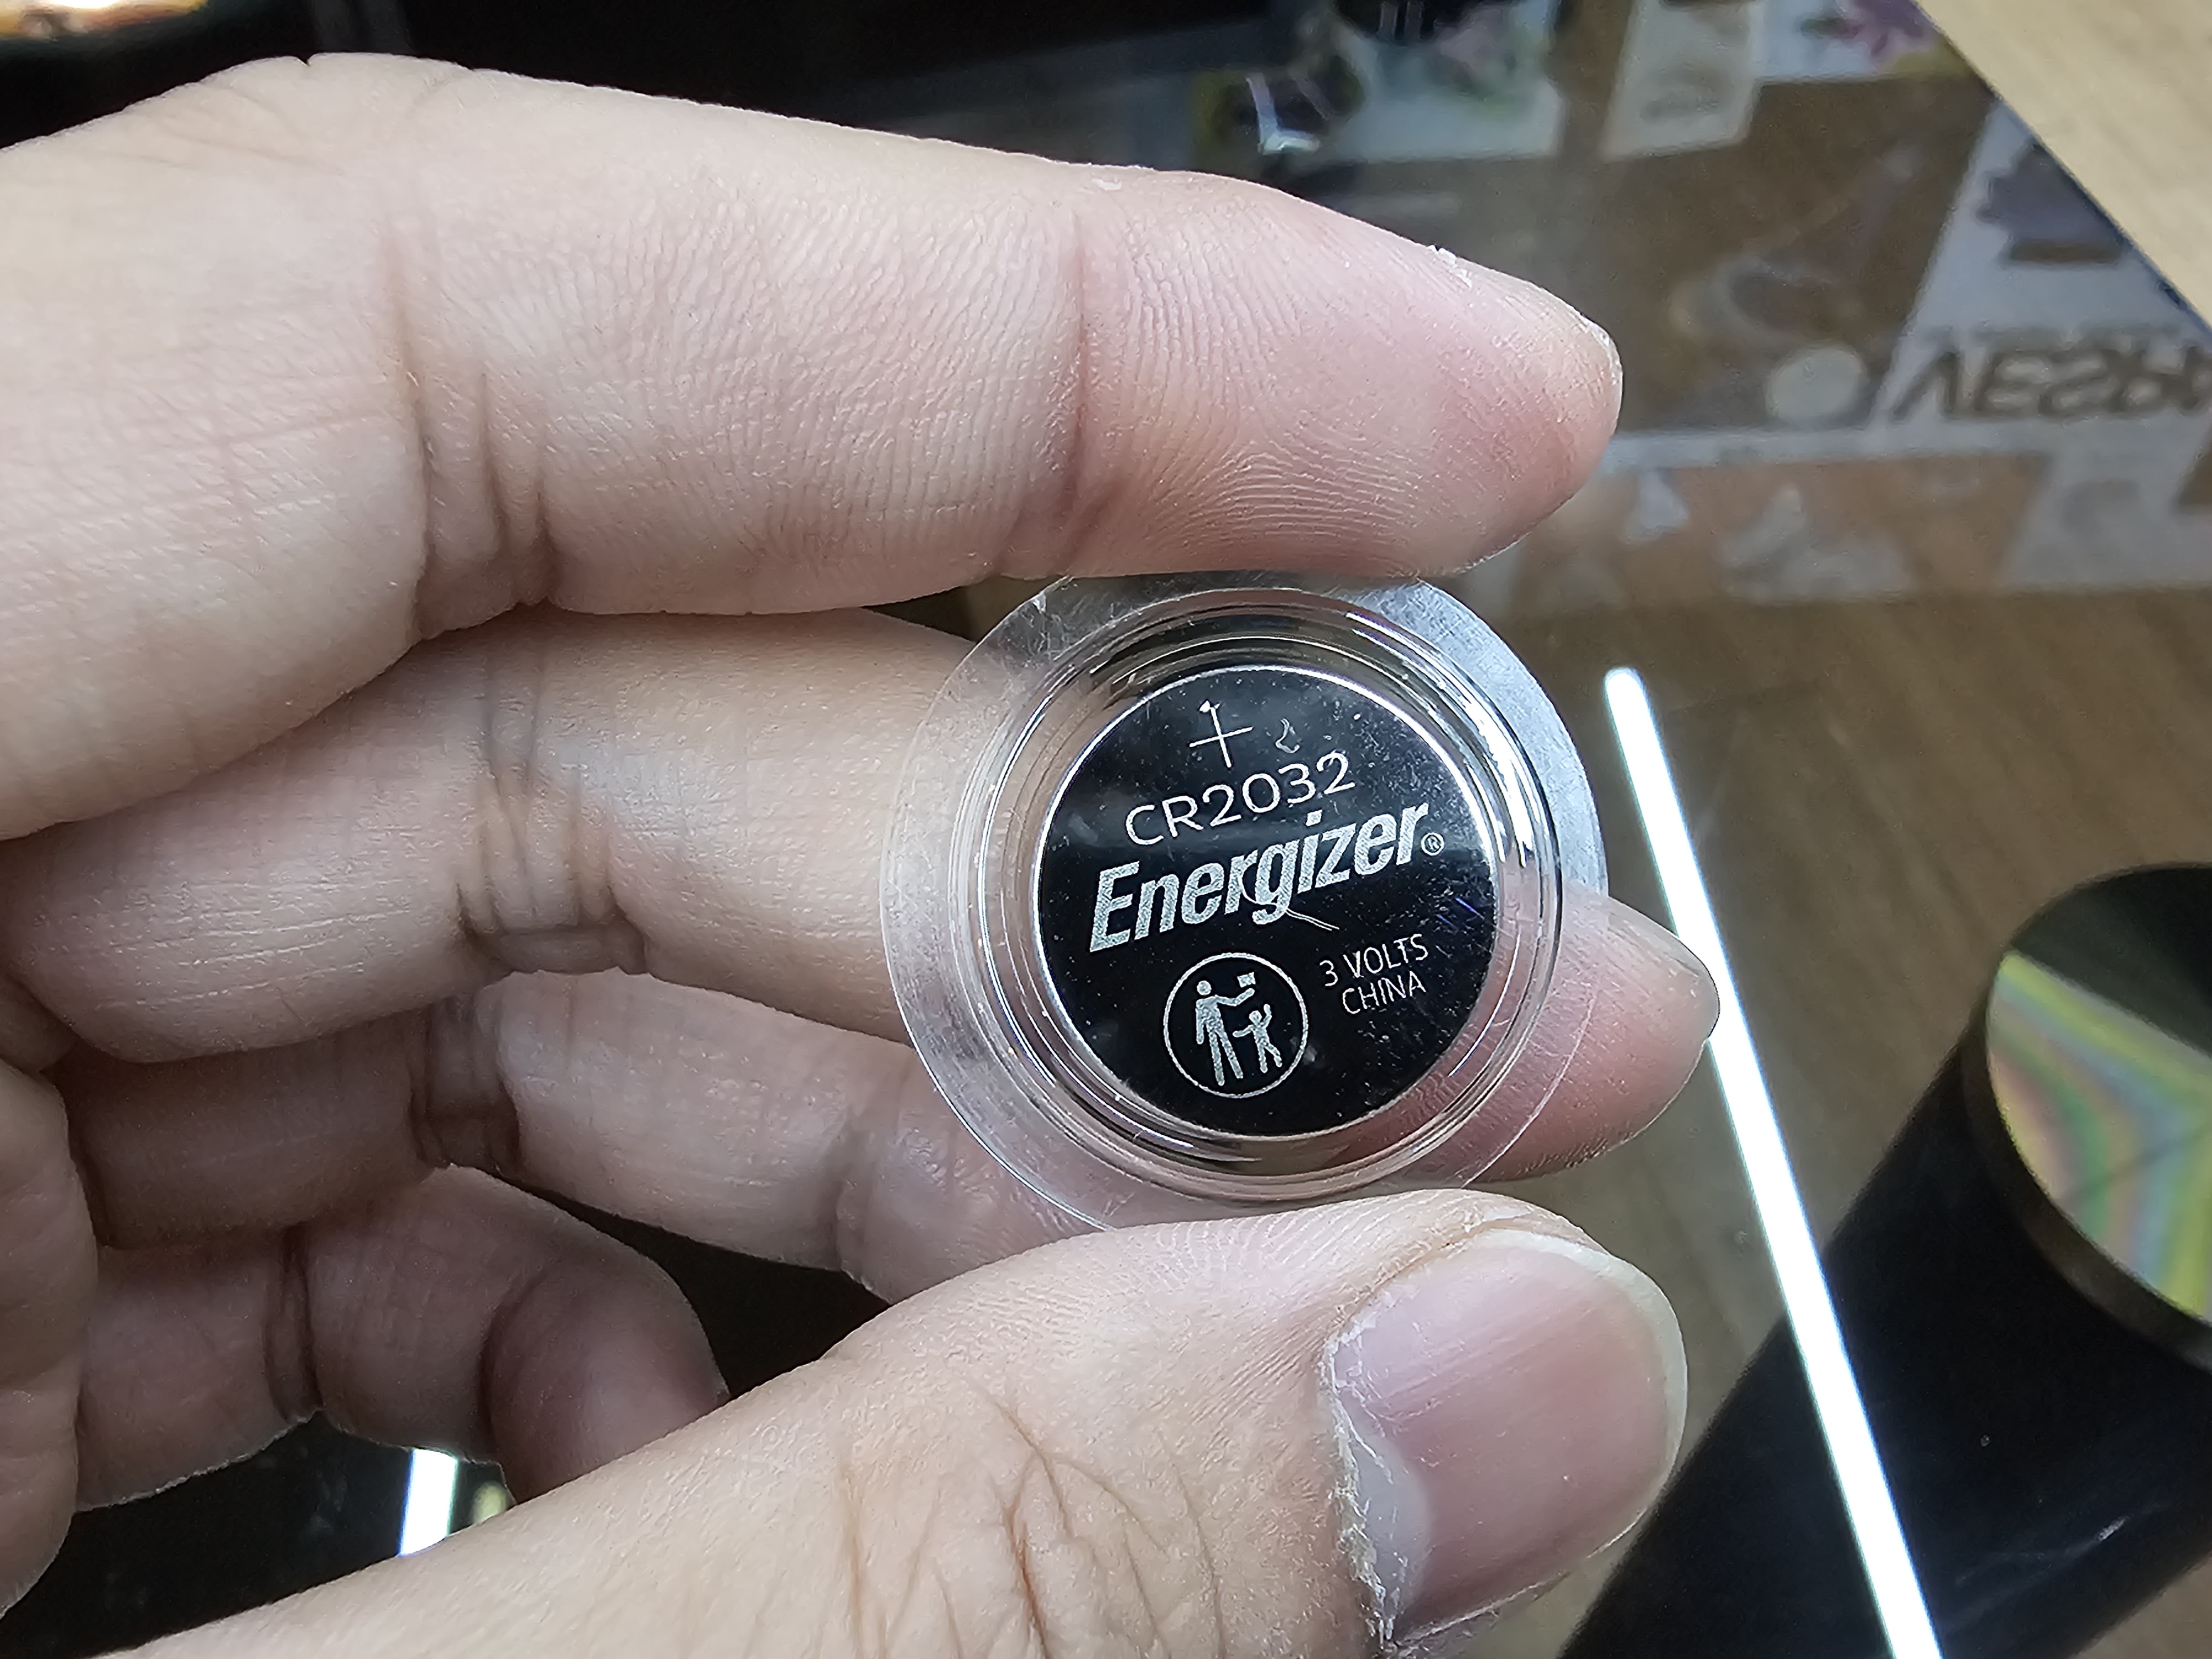 +
CR2032
Energizer®
3 VOLTS
CHINA